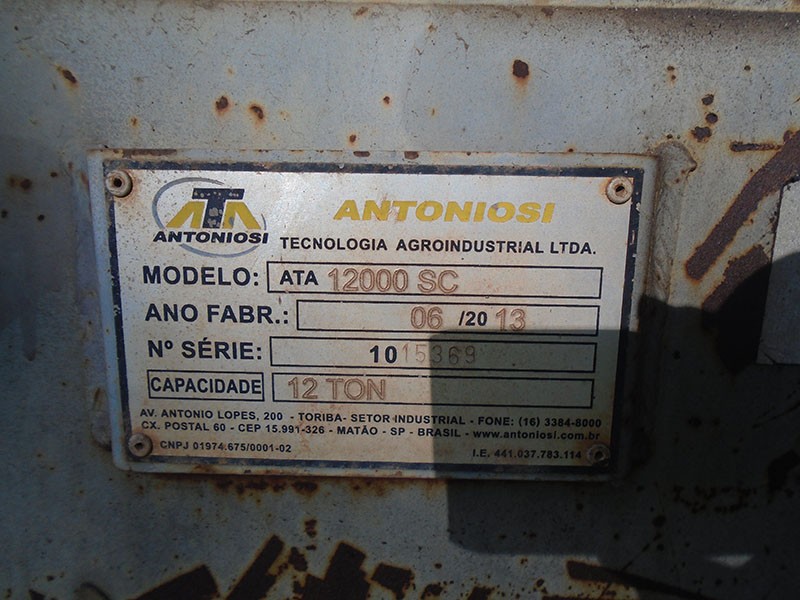 ATA
ANTONIOSI
ANTONIOSI
TECNOLOGIA AGROINDUSTRIAL LTDA.
MODELO: ATA 12000 SC
ANO FABR.: 06 /20 13
Nº SÉRIE: 10 15369
CAPACIDADE 12 TON
AV. ANTONIO LOPES, 200 - TORIBA- SETOR INDUSTRIAL - FONE: (16) 3384-8000
CX. POSTAL 60 - CEP 15.991-326 - MATÃO - SP - BRASIL - www.antoniosi.com.br
CNPJ 01974.675/0001-02 I.E. 441.037.783.114